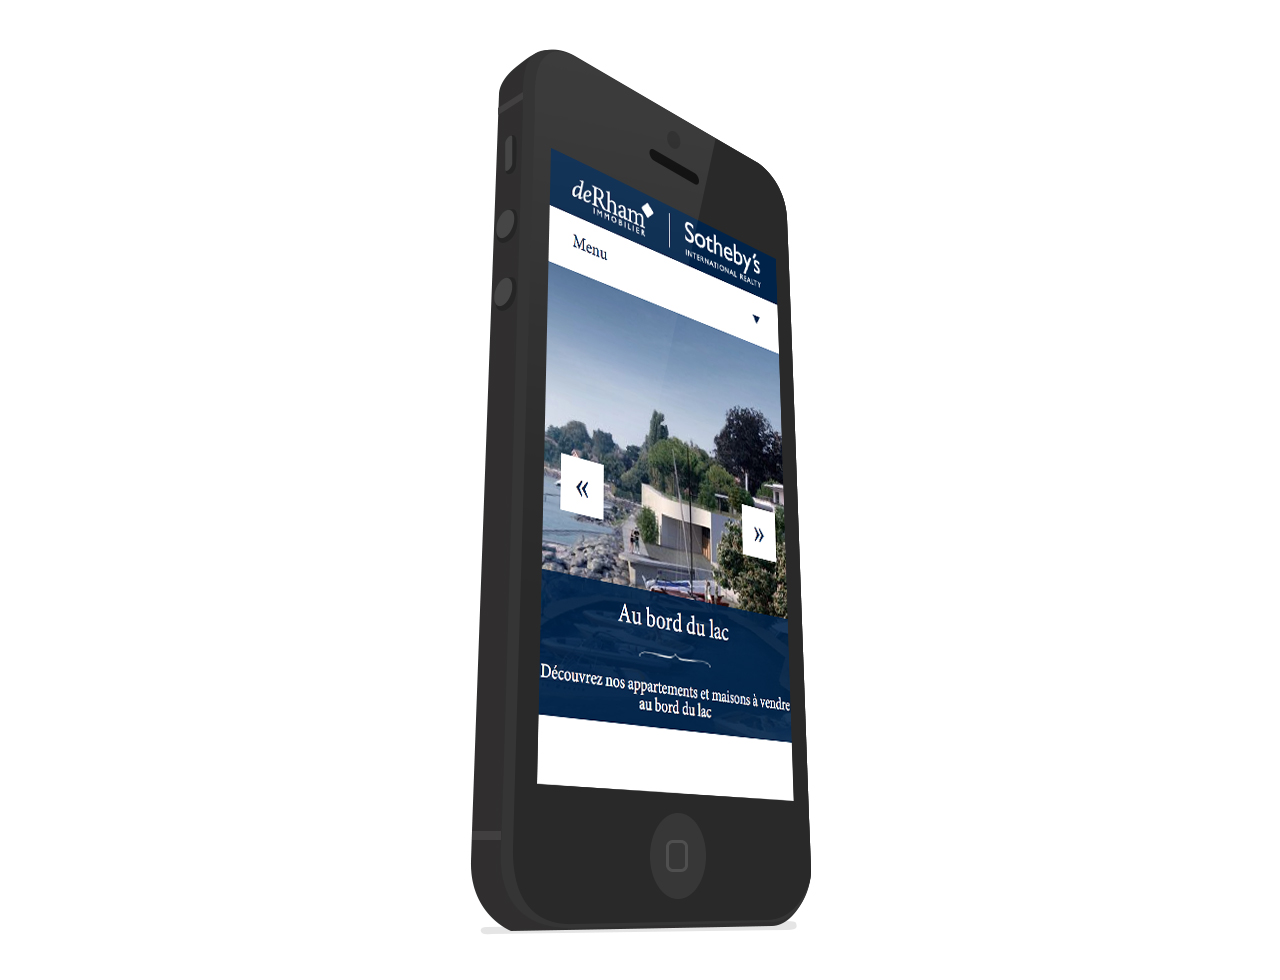 deRham
IMMOBILIER
Sotheby's
INTERNATIONAL REALTY
Menu
«
»
Au bord du lac
Découvrez nos appartements et maisons à vendre
au bord du lac